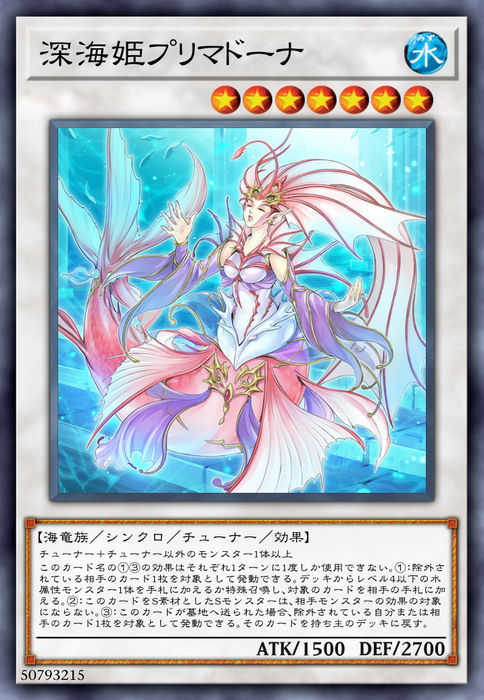 深海姫プリマドーナ
みず
水
【海竜族／シンクロ／チューナー／効果】
チューナー＋チューナー以外のモンスター1体以上
このカード名の①③の効果はそれぞれ1ターンに1度しか使用できない。①：除外さ
れている相手のカード1枚を対象として発動できる。デッキからレベル4以下の水
属性モンスター1体を手札に加えるか特殊召喚し、対象のカードを相手の手札に加
える。②：このカードをS素材としたSモンスターは、相手モンスターの効果の対象
にならない。③：このカードが墓地へ送られた場合、除外されている自分または相
手のカード1枚を対象として発動できる。そのカードを持ち主のデッキに戻す。
ATK/1500 DEF/2700
50793215